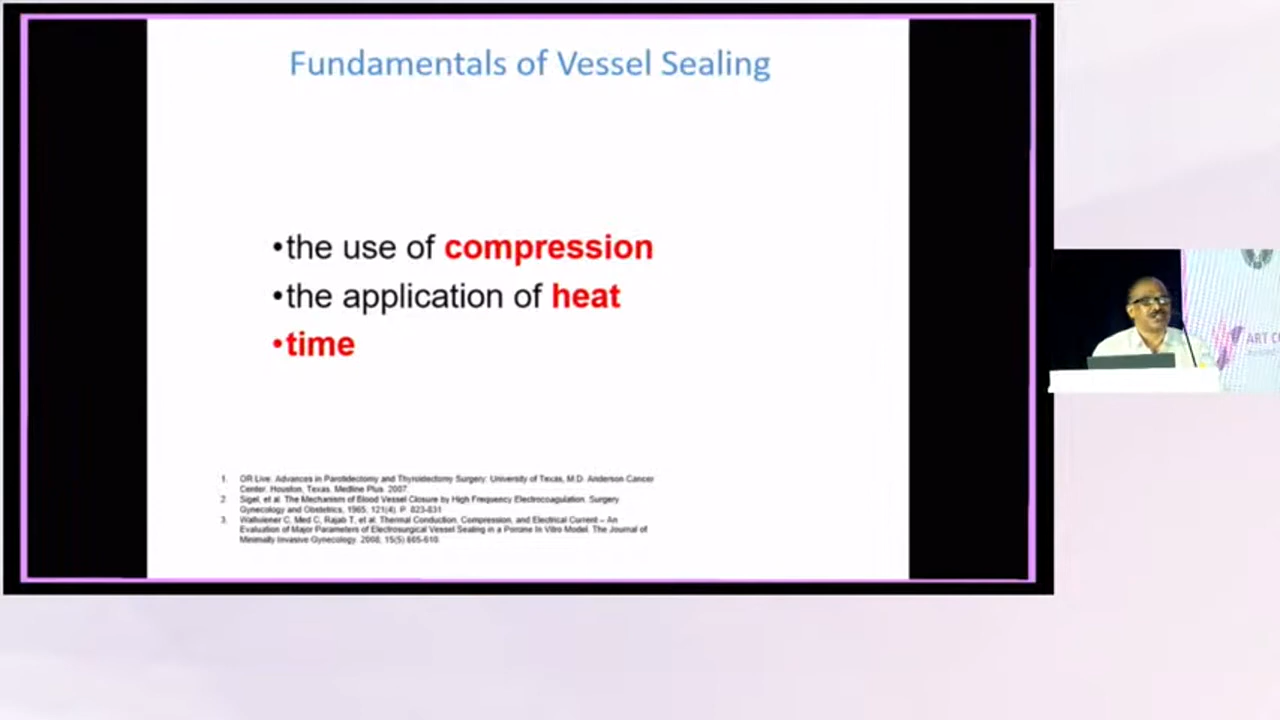 Fundamentals of Vessel Sealing
•the use of compression
•the application of heat
•time
1. OR Live. Advances in Parotidectomy and Thyroidectomy Surgery: University of Texas, M.D. Anderson Cancer
Center. Houston, Texas. Medline Plus. 2007
2. Sigel, et al. The Mechanism of Blood Vessel Closure by High Frequency Electrocoagulation. Surgery
Gynecology and Obstetrics, 1965, 121(4). P. 823-831
3. Wallwiener C, Med C, Rajab T, et al. Thermal Conduction, Compression, and Electrical Current – An
Evaluation of Major Parameters of Electrosurgical Vessel Sealing in a Porcine In Vitro Model. The Journal of
Minimally Invasive Gynecology. 2008; 15(5) 605-610.
ART CO